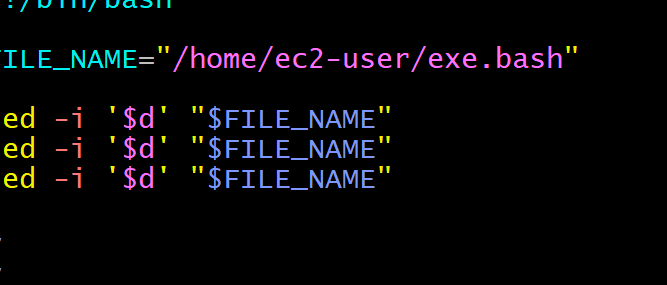 !/bin/bash
FILE_NAME="/home/ec2-user/exe.bash"
ed -i '$d' "$FILE_NAME"
ed -i '$d' "$FILE_NAME"
ed -i '$d' "$FILE_NAME"